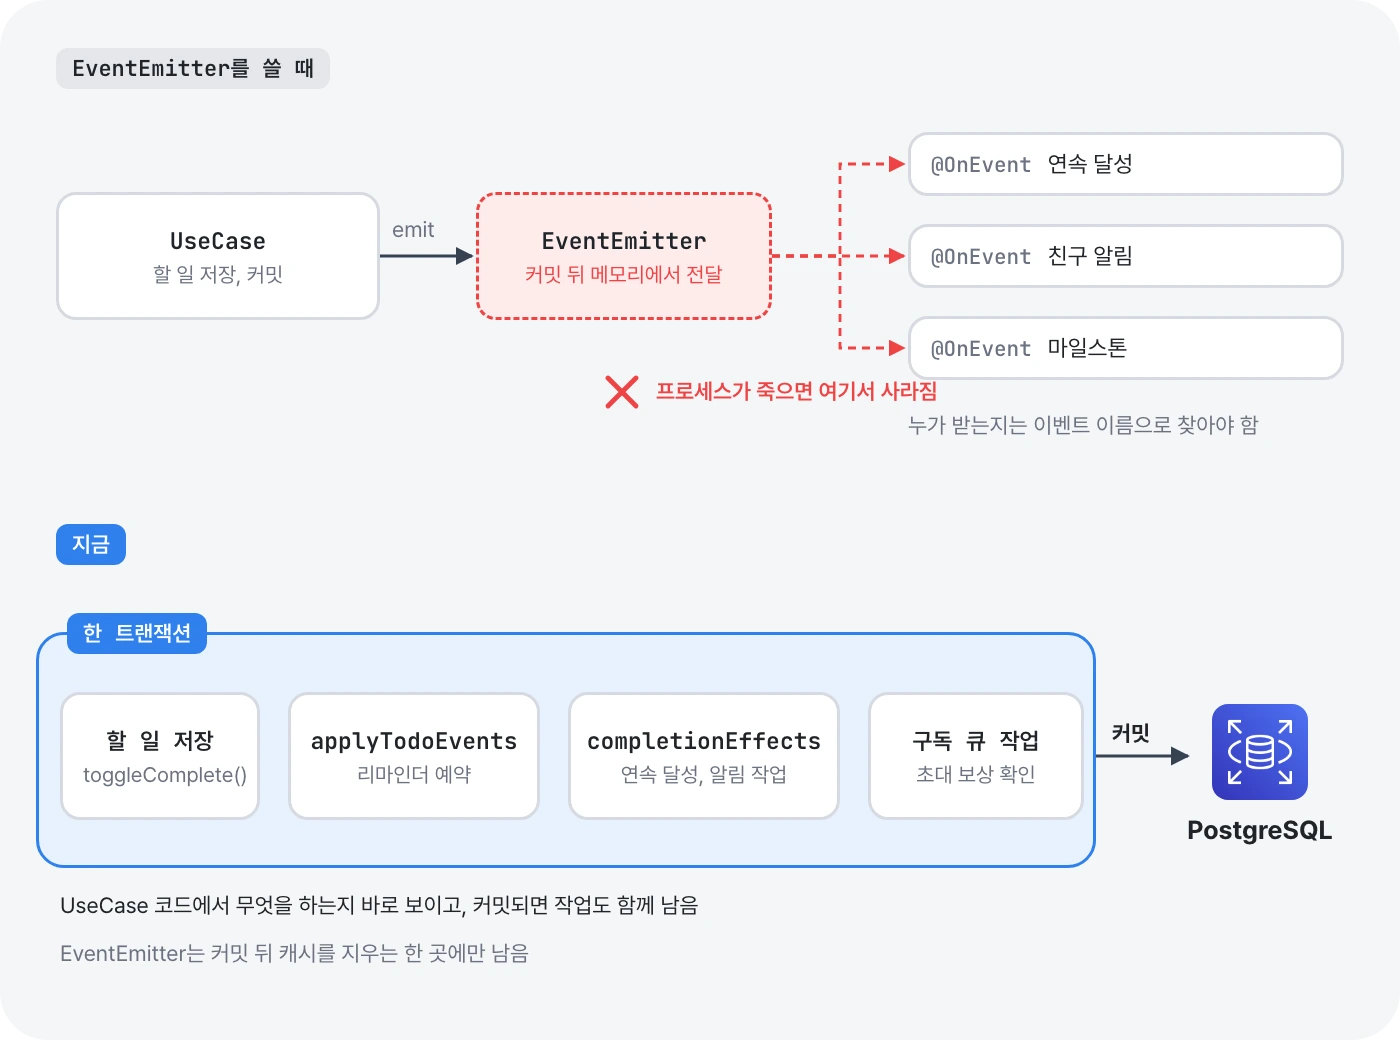 EventEmitter를 쓸 때
UseCase
할 일 저장, 커밋
emit
EventEmitter
커밋 뒤 메모리에서 전달
@OnEvent 연속 달성
@OnEvent 친구 알림
@OnEvent 마일스톤
프로세스가 죽으면 여기서 사라짐
누가 받는지는 이벤트 이름으로 찾아야 함
지금
한 트랜잭션
할 일 저장
toggleComplete()
applyTodoEvents
리마인더 예약
completionEffects
연속 달성, 알림 작업
구독 큐 작업
초대 보상 확인
커밋
PostgreSQL
UseCase 코드에서 무엇을 하는지 바로 보이고, 커밋되면 작업도 함께 남음
EventEmitter는 커밋 뒤 캐시를 지우는 한 곳에만 남음